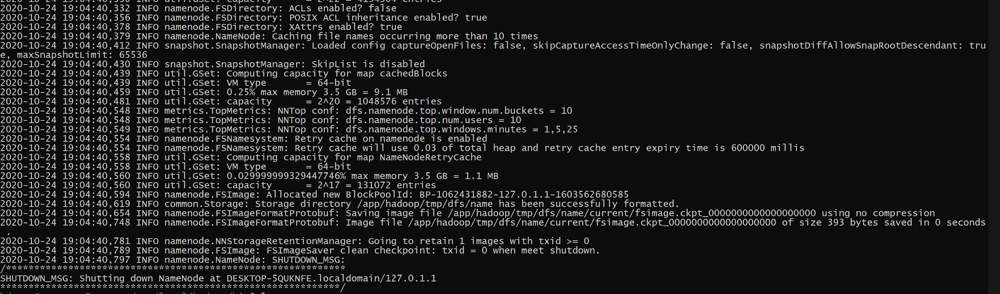 2020-10-24 19:04:40,332 INFO namenode.FSDirectory: ACLs enabled? false
2020-10-24 19:04:40,356 INFO namenode.FSDirectory: POSIX ACL inheritance enabled? true
2020-10-24 19:04:40,378 INFO namenode.FSDirectory: XAttrs enabled? true
2020-10-24 19:04:40,379 INFO namenode.NameNode: Caching file names occurring more than 10 times
2020-10-24 19:04:40,412 INFO snapshot.SnapshotManager: Loaded config captureOpenFiles: false, skipCaptureAccessTimeOnlyChange: false, snapshotDiffAllowSnapRootDescendant: tru
e, maxSnapshotLimit: 65536
2020-10-24 19:04:40,430 INFO snapshot.SnapshotManager: SkipList is disabled
2020-10-24 19:04:40,439 INFO util.GSet: Computing capacity for map cachedBlocks
2020-10-24 19:04:40,439 INFO util.GSet: VM type       = 64-bit
2020-10-24 19:04:40,459 INFO util.GSet: 0.25% max memory 3.5 GB = 9.1 MB
2020-10-24 19:04:40,481 INFO util.GSet: capacity      = 2^20 = 1048576 entries
2020-10-24 19:04:40,548 INFO metrics.TopMetrics: NNTop conf: dfs.namenode.top.window.num.buckets = 10
2020-10-24 19:04:40,548 INFO metrics.TopMetrics: NNTop conf: dfs.namenode.top.num.users = 10
2020-10-24 19:04:40,549 INFO metrics.TopMetrics: NNTop conf: dfs.namenode.top.windows.minutes = 1,5,25
2020-10-24 19:04:40,554 INFO namenode.FSNamesystem: Retry cache on namenode is enabled
2020-10-24 19:04:40,554 INFO namenode.FSNamesystem: Retry cache will use 0.03 of total heap and retry cache entry expiry time is 600000 millis
2020-10-24 19:04:40,558 INFO util.GSet: Computing capacity for map NameNodeRetryCache
2020-10-24 19:04:40,558 INFO util.GSet: VM type       = 64-bit
2020-10-24 19:04:40,560 INFO util.GSet: 0.029999999329447746% max memory 3.5 GB = 1.1 MB
2020-10-24 19:04:40,560 INFO util.GSet: capacity      = 2^17 = 131072 entries
2020-10-24 19:04:40,594 INFO namenode.FSImage: Allocated new BlockPoolId: BP-1062431882-127.0.1.1-1603562680585
2020-10-24 19:04:40,619 INFO common.Storage: Storage directory /app/hadoop/tmp/dfs/name has been successfully formatted.
2020-10-24 19:04:40,654 INFO namenode.FSImageFormatProtobuf: Saving image file /app/hadoop/tmp/dfs/name/current/fsimage.ckpt_0000000000000000000 using no compression
2020-10-24 19:04:40,748 INFO namenode.FSImageFormatProtobuf: Image file /app/hadoop/tmp/dfs/name/current/fsimage.ckpt_0000000000000000000 of size 393 bytes saved in 0 seconds
.
2020-10-24 19:04:40,781 INFO namenode.NNStorageRetentionManager: Going to retain 1 images with txid >= 0
2020-10-24 19:04:40,789 INFO namenode.FSImage: FSImageSaver clean checkpoint: txid = 0 when meet shutdown.
2020-10-24 19:04:40,797 INFO namenode.NameNode: SHUTDOWN_MSG:
/************************************************************
SHUTDOWN_MSG: Shutting down NameNode at DESKTOP-5QUKNFE.localdomain/127.0.1.1
************************************************************/